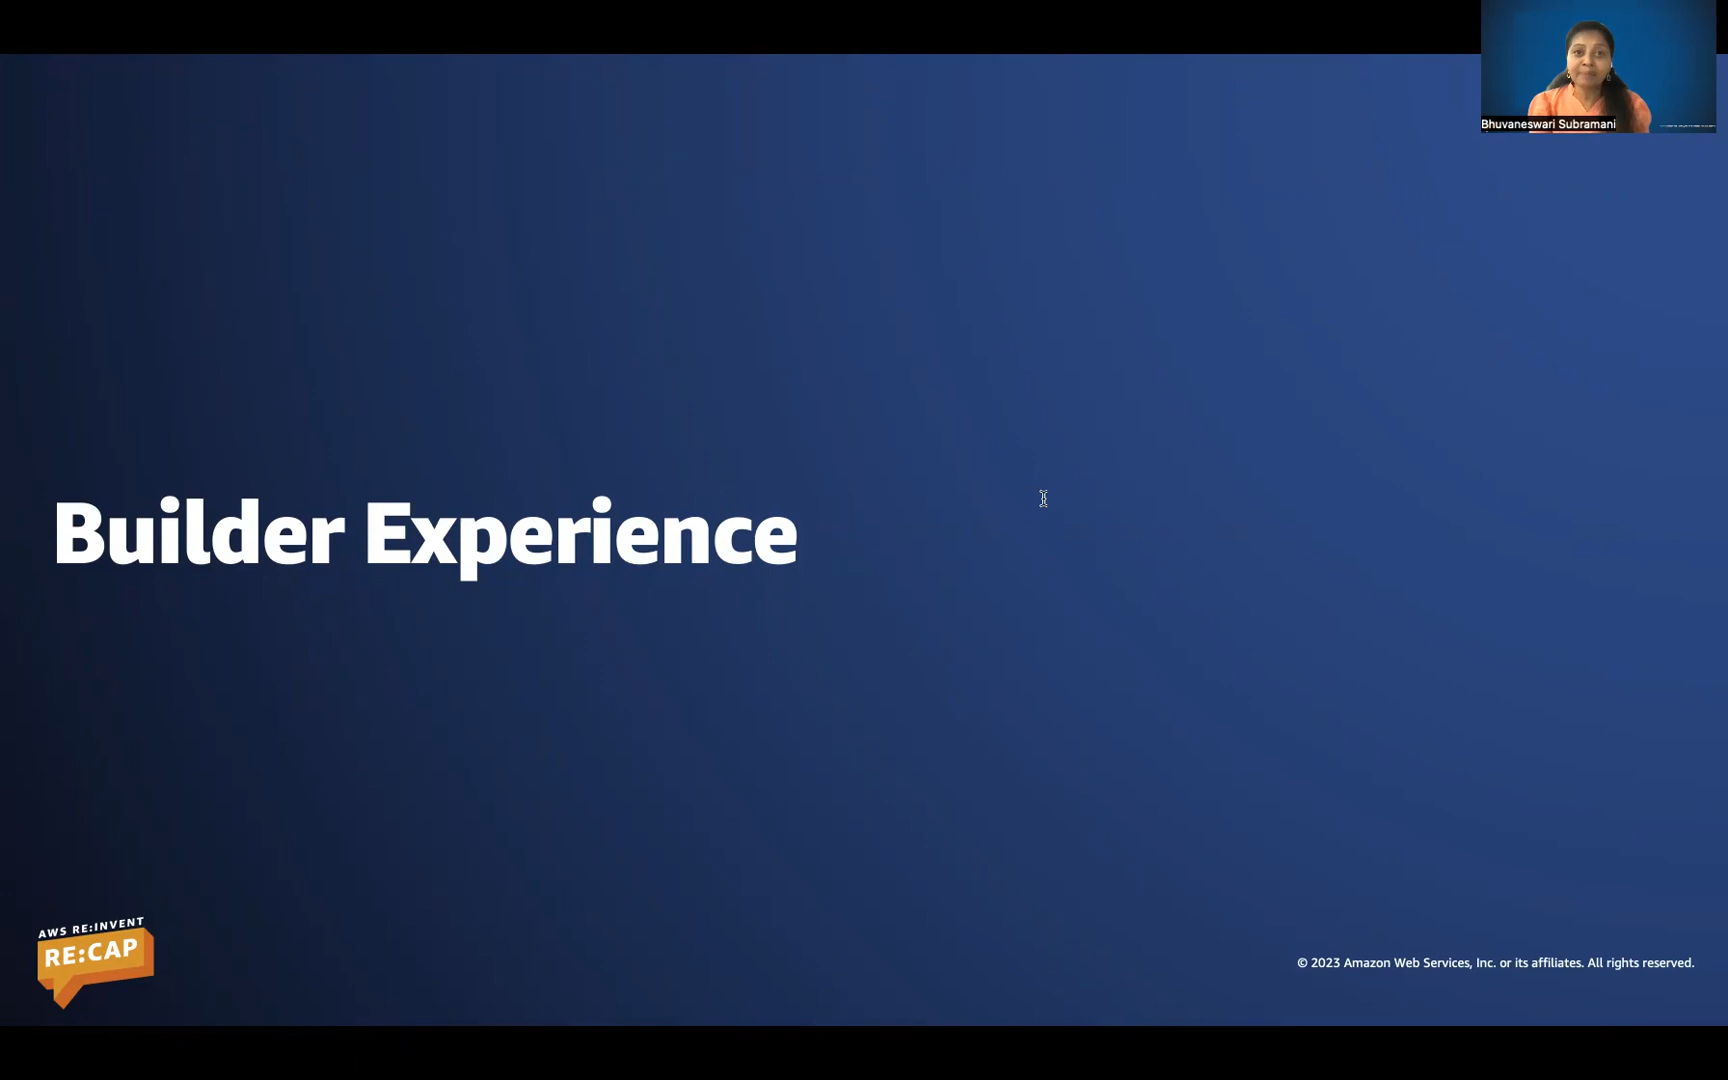 Bhuvaneswari Subramani
Builder Experience
AWS RE:INVENT
RE:CAP
© 2023 Amazon Web Services, Inc. or its affiliates. All rights reserved.